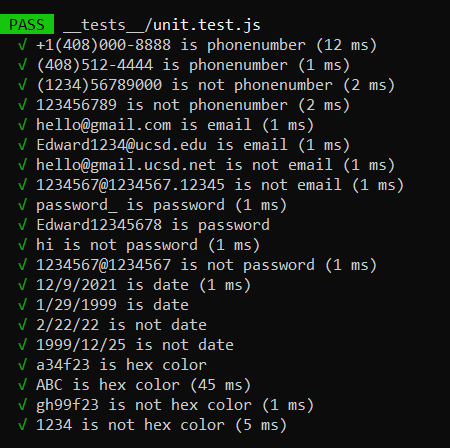 PASS __tests__/unit.test.js
√ +1(408)000-8888 is phonenumber (12 ms)
√ (408)512-4444 is phonenumber (1 ms)
√ (1234)56789000 is not phonenumber (2 ms)
√ 123456789 is not phonenumber (2 ms)
√ hello@gmail.com is email (1 ms)
√ Edward1234@ucsd.edu is email (1 ms)
√ hello@gmail.ucsd.net is not email (1 ms)
√ 1234567@1234567.12345 is not email (1 ms)
√ password_ is password (1 ms)
√ Edward12345678 is password
√ hi is not password (1 ms)
√ 1234567@1234567 is not password (1 ms)
√ 12/9/2021 is date (1 ms)
√ 1/29/1999 is date
√ 2/22/22 is not date
√ 1999/12/25 is not date
√ a34f23 is hex color
√ ABC is hex color (45 ms)
√ gh99f23 is not hex color (1 ms)
√ 1234 is not hex color (5 ms)